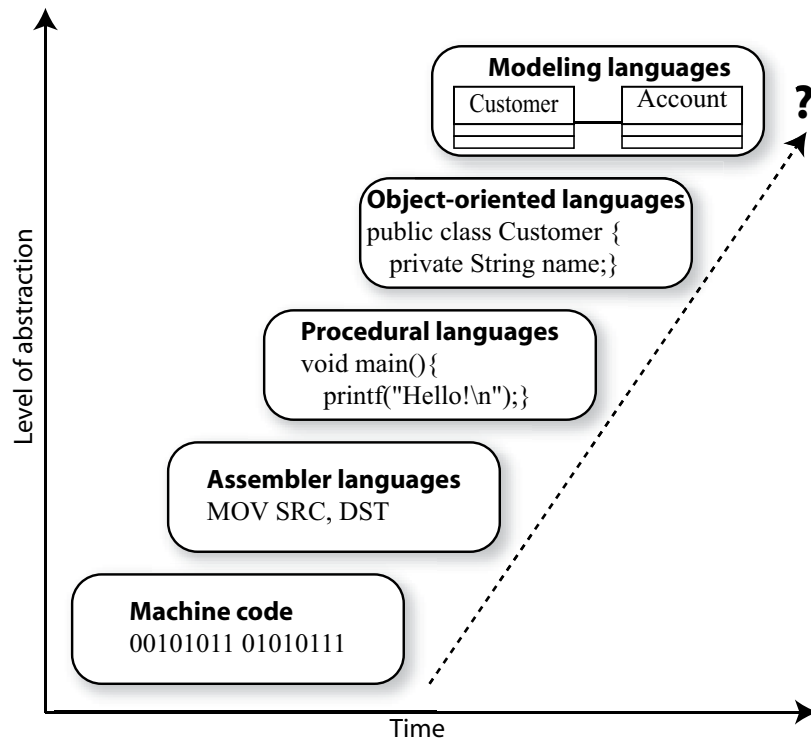 Modeling languages
Customer
Account
?
Object-oriented languages
public class Customer {
private String name;}
Procedural languages
void main(){
printf("Hello!\n");}
Assembler languages
MOV SRC, DST
Machine code
00101011 01010111
Level of abstraction
Time